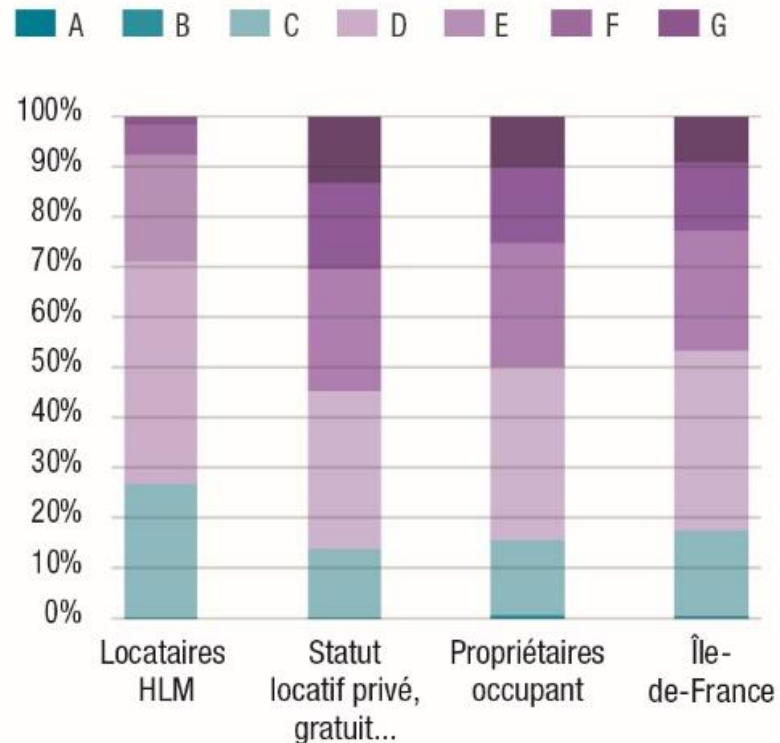 A B C D E F G
100%
90%
80%
70%
60%
50%
40%
30%
20%
10%
0%
Locataires
HLM
Statut
locatif privé,
gratuit...
Propriétaires
occupant
Île-
de-France